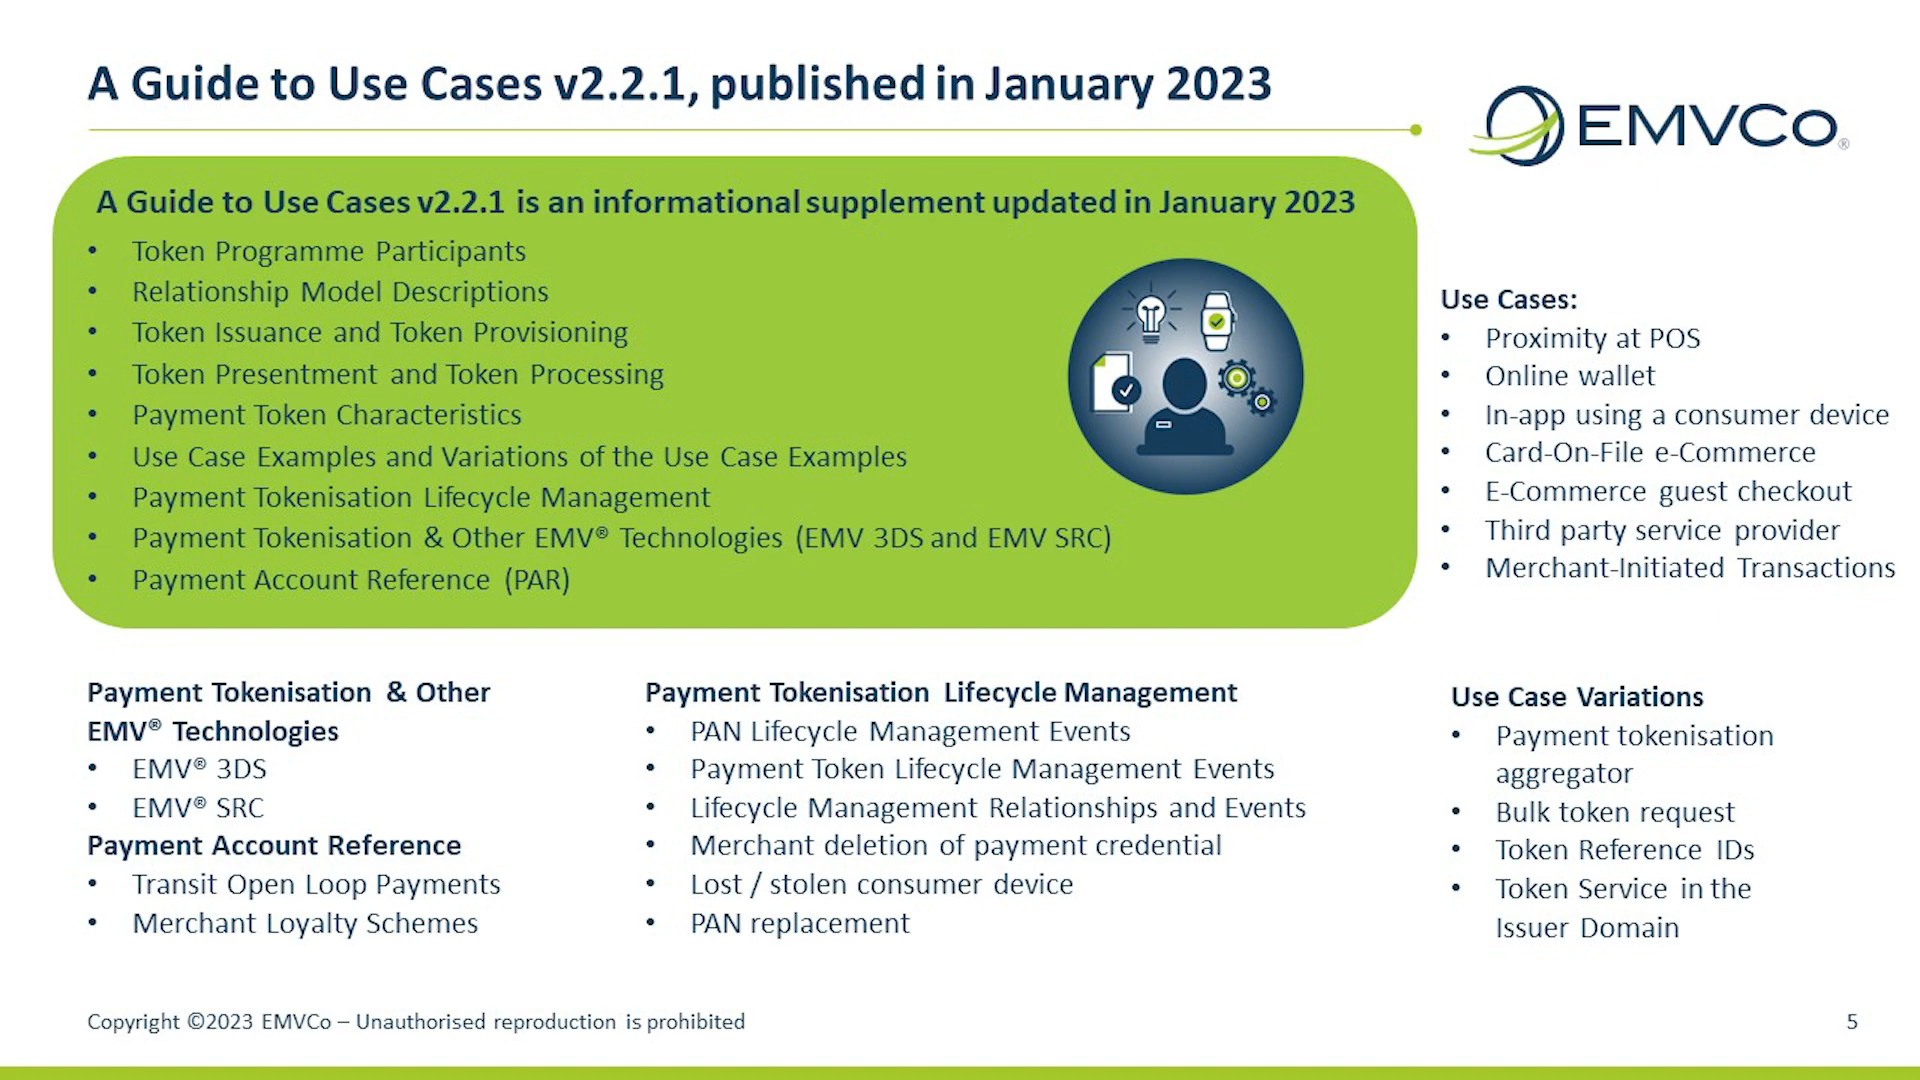 A Guide to Use Cases v2.2.1, published in January 2023
EMVCo®
A Guide to Use Cases v2.2.1 is an informational supplement updated in January 2023
• Token Programme Participants
• Relationship Model Descriptions
• Token Issuance and Token Provisioning
• Token Presentment and Token Processing
• Payment Token Characteristics
• Use Case Examples and Variations of the Use Case Examples
• Payment Tokenisation Lifecycle Management
• Payment Tokenisation & Other EMV® Technologies (EMV 3DS and EMV SRC)
• Payment Account Reference (PAR)
Use Cases:
• Proximity at POS
• Online wallet
• In-app using a consumer device
• Card-On-File e-Commerce
• E-Commerce guest checkout
• Third party service provider
• Merchant-Initiated Transactions
Payment Tokenisation & Other
EMV® Technologies
• EMV® 3DS
• EMV® SRC
Payment Account Reference
• Transit Open Loop Payments
• Merchant Loyalty Schemes
Payment Tokenisation Lifecycle Management
• PAN Lifecycle Management Events
• Payment Token Lifecycle Management Events
• Lifecycle Management Relationships and Events
• Merchant deletion of payment credential
• Lost / stolen consumer device
• PAN replacement
Use Case Variations
• Payment tokenisation
aggregator
• Bulk token request
• Token Reference IDs
• Token Service in the
Issuer Domain
Copyright ©2023 EMVCo – Unauthorised reproduction is prohibited
5